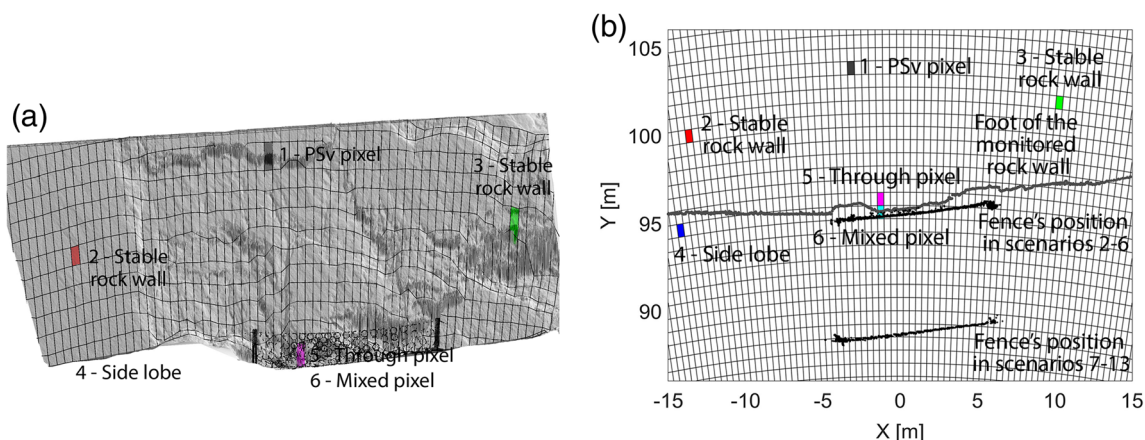 (a)
1 - PSv pixel
3 - Stable
rock wall
2 - Stable
rock wall
5 - Through pixel
4 - Side lobe
6 - Mixed pixel
(b)
105
100
95
90
Y [m]
1 - PSv pixel
3 - Stable
rock wall
2 - Stable
rock wall
Foot of the
monitored
rock wall
5 - Through pixel
Fence's position
in scenarios 2-6
6 - Mixed pixel
4 - Side lobe
Fence's position
in scenarios 7-13
-15 -10 -5 0 5 10 15
X [m]